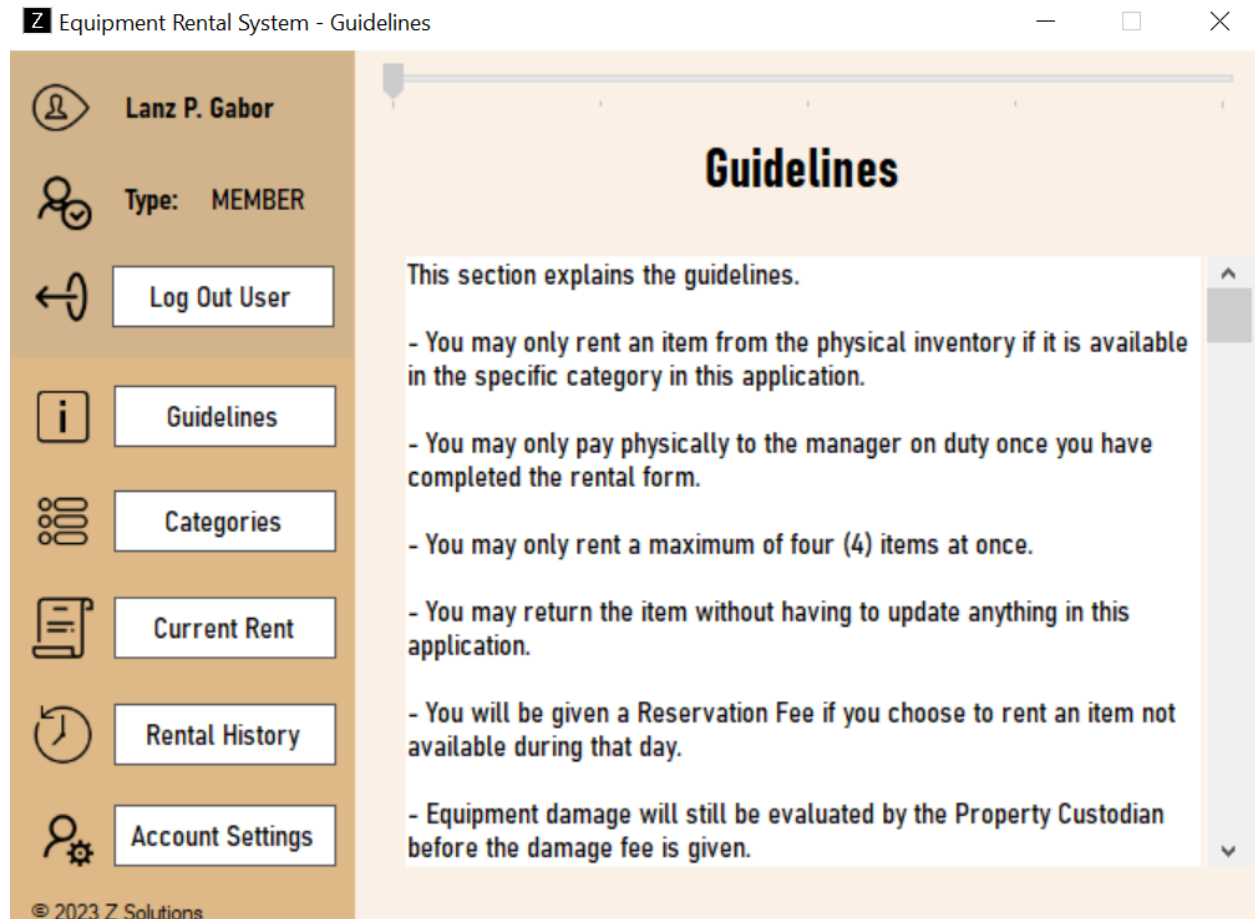 Z Equipment Rental System - Guidelines
Lanz P. Gabor
Type: MEMBER
Log Out User
Guidelines
Categories
Current Rent
Rental History
Account Settings
© 2023 Z Solutions
Guidelines
This section explains the guidelines.
- You may only rent an item from the physical inventory if it is available
in the specific category in this application.
- You may only pay physically to the manager on duty once you have
completed the rental form.
- You may only rent a maximum of four (4) items at once.
- You may return the item without having to update anything in this
application.
- You will be given a Reservation Fee if you choose to rent an item not
available during that day.
- Equipment damage will still be evaluated by the Property Custodian
before the damage fee is given.